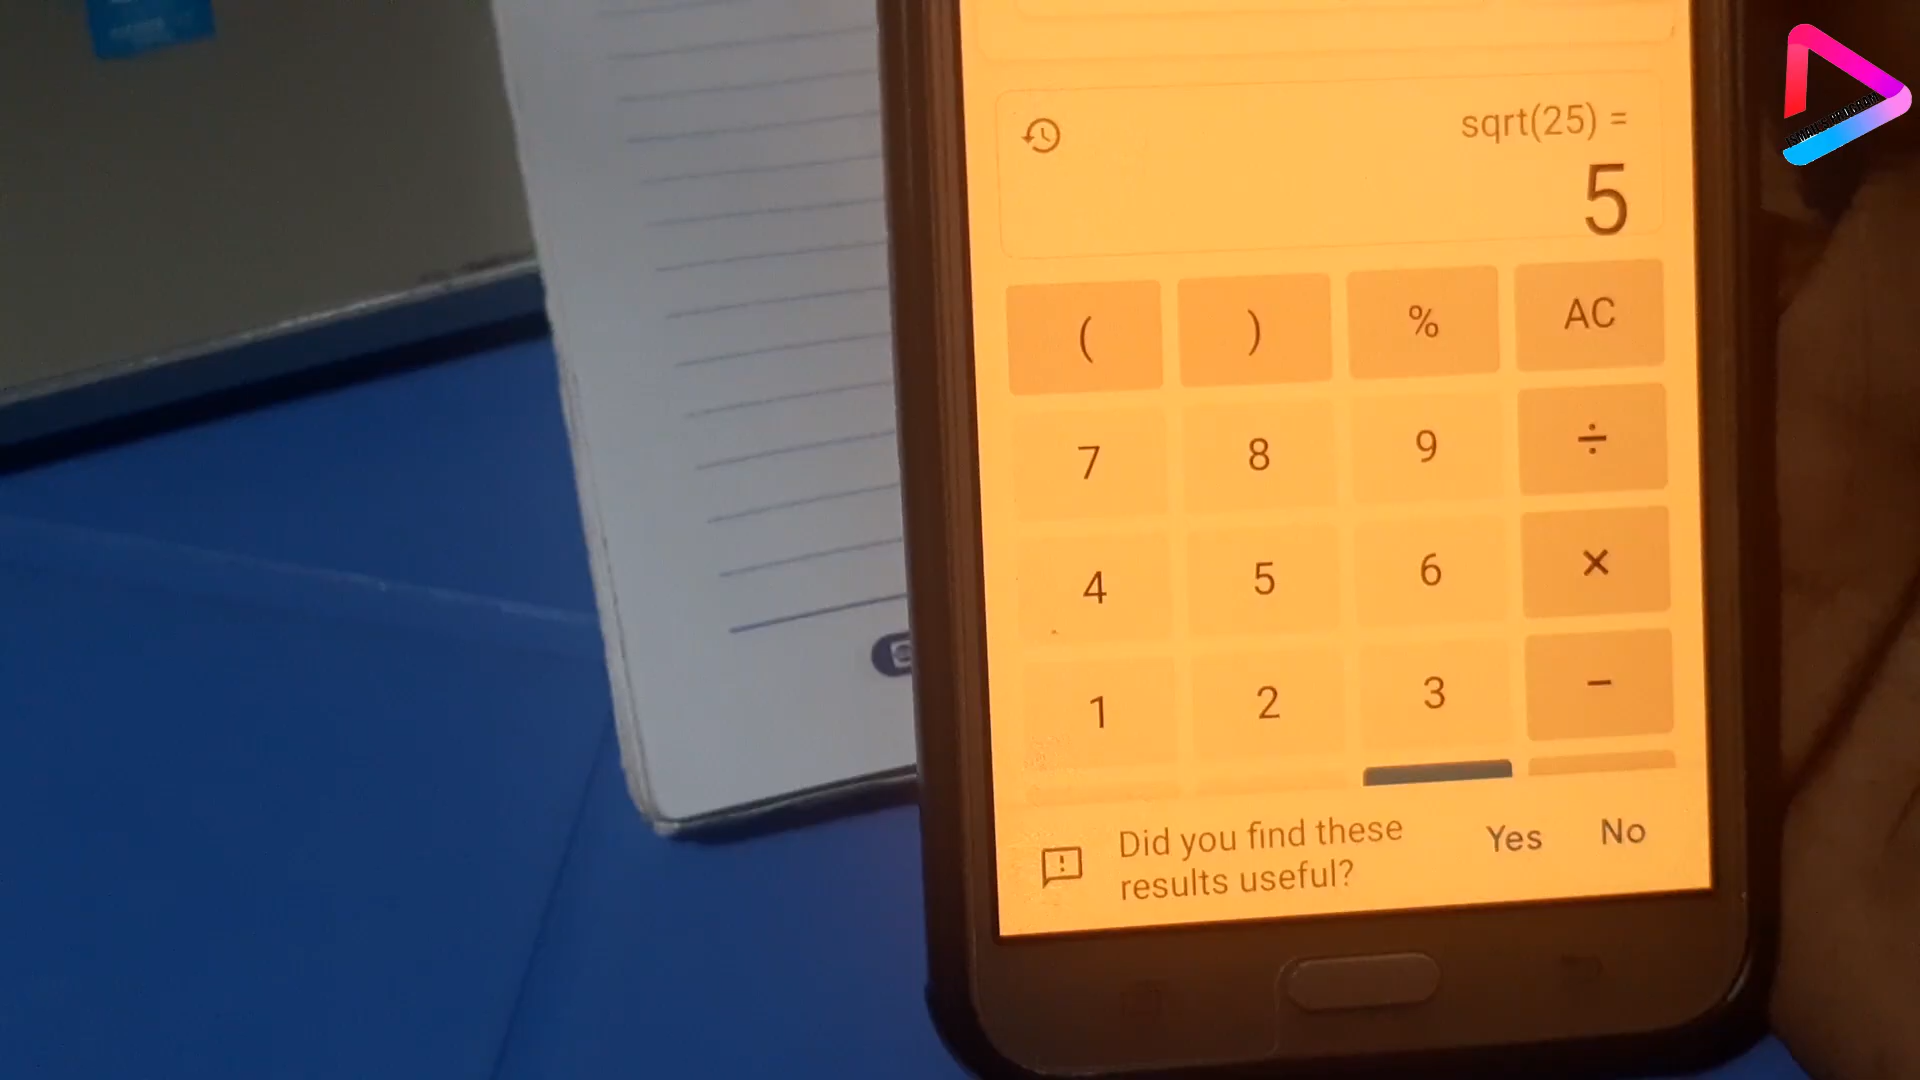 sqrt(25) =
5
( ) % AC
7 8 9 ÷
4 5 6 ×
1 2 3 −
Did you find these
results useful?
Yes No